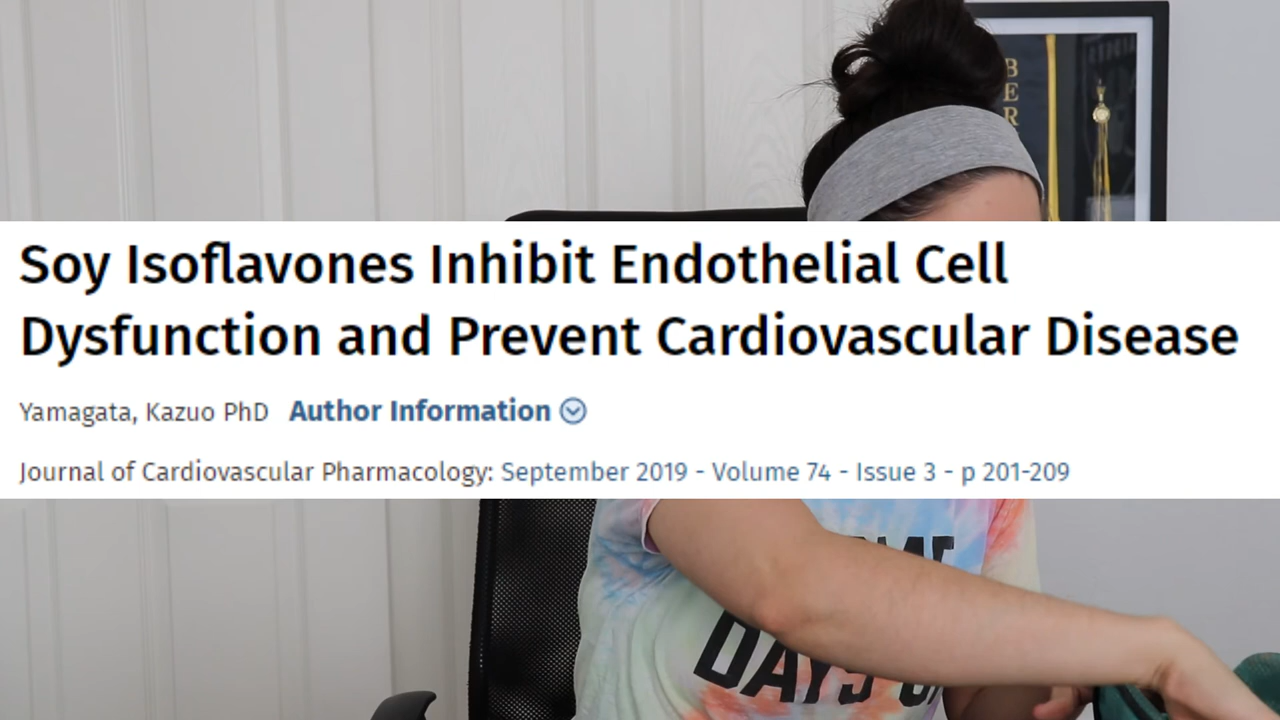 BER
Soy Isoflavones Inhibit Endothelial Cell
Dysfunction and Prevent Cardiovascular Disease
Yamagata, Kazuo PhD Author Information
Journal of Cardiovascular Pharmacology: September 2019 - Volume 74 - Issue 3 - p 201-209
DAYS